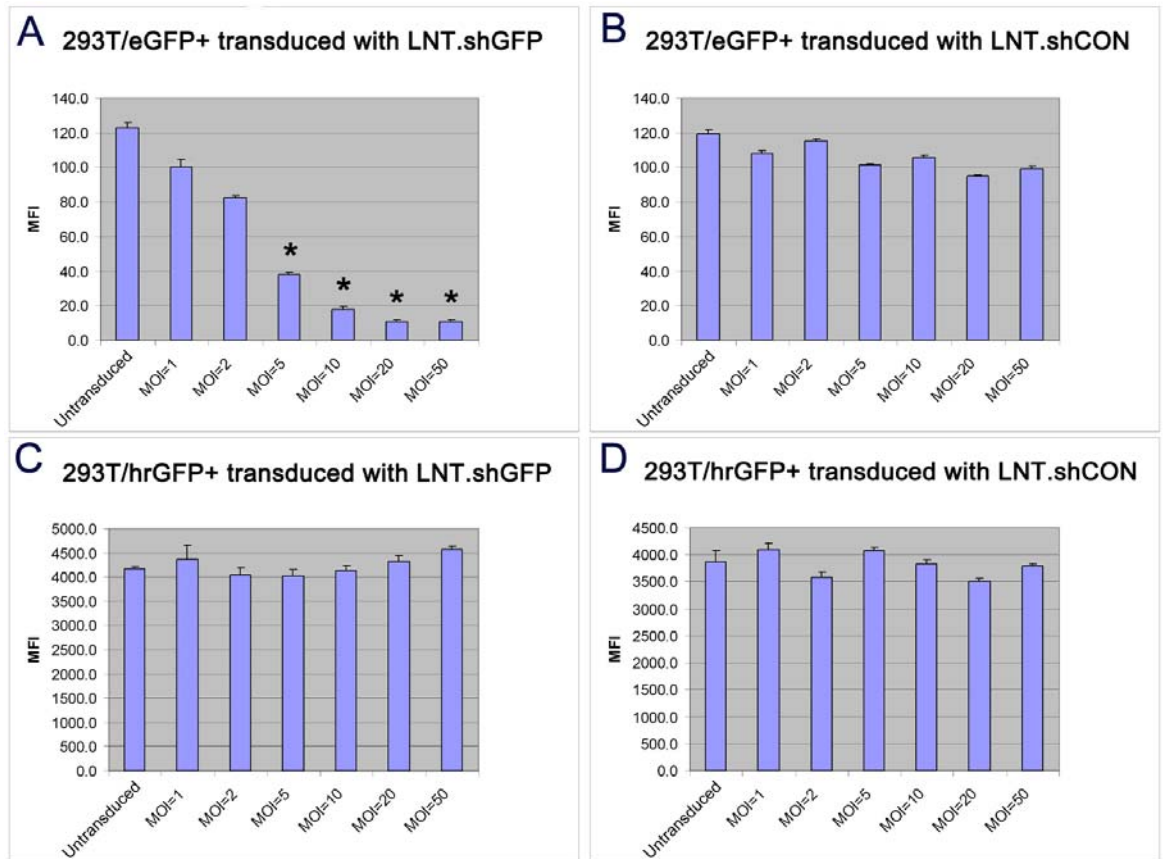 A
293T/eGFP+ transduced with LNT.shGFP
140.0
120.0
100.0
80.0
60.0
40.0
20.0
0.0
MFI
*
*
*
*
Untransduced
MOI=1
MOI=2
MOI=5
MOI=10
MOI=20
MOI=50
B
293T/eGFP+ transduced with LNT.shCON
140.0
120.0
100.0
80.0
60.0
40.0
20.0
0.0
MFI
Untransduced
MOI=1
MOI=2
MOI=5
MOI=10
MOI=20
MOI=50
C
293T/hrGFP+ transduced with LNT.shGFP
5000.0
4500.0
4000.0
3500.0
3000.0
2500.0
2000.0
1500.0
1000.0
500.0
0.0
MFI
Untransduced
MOI=1
MOI=2
MOI=5
MOI=10
MOI=20
MOI=50
D
293T/hrGFP+ transduced with LNT.shCON
4500.0
4000.0
3500.0
3000.0
2500.0
2000.0
1500.0
1000.0
500.0
0.0
MFI
Untransduced
MOI=1
MOI=2
MOI=5
MOI=10
MOI=20
MOI=50